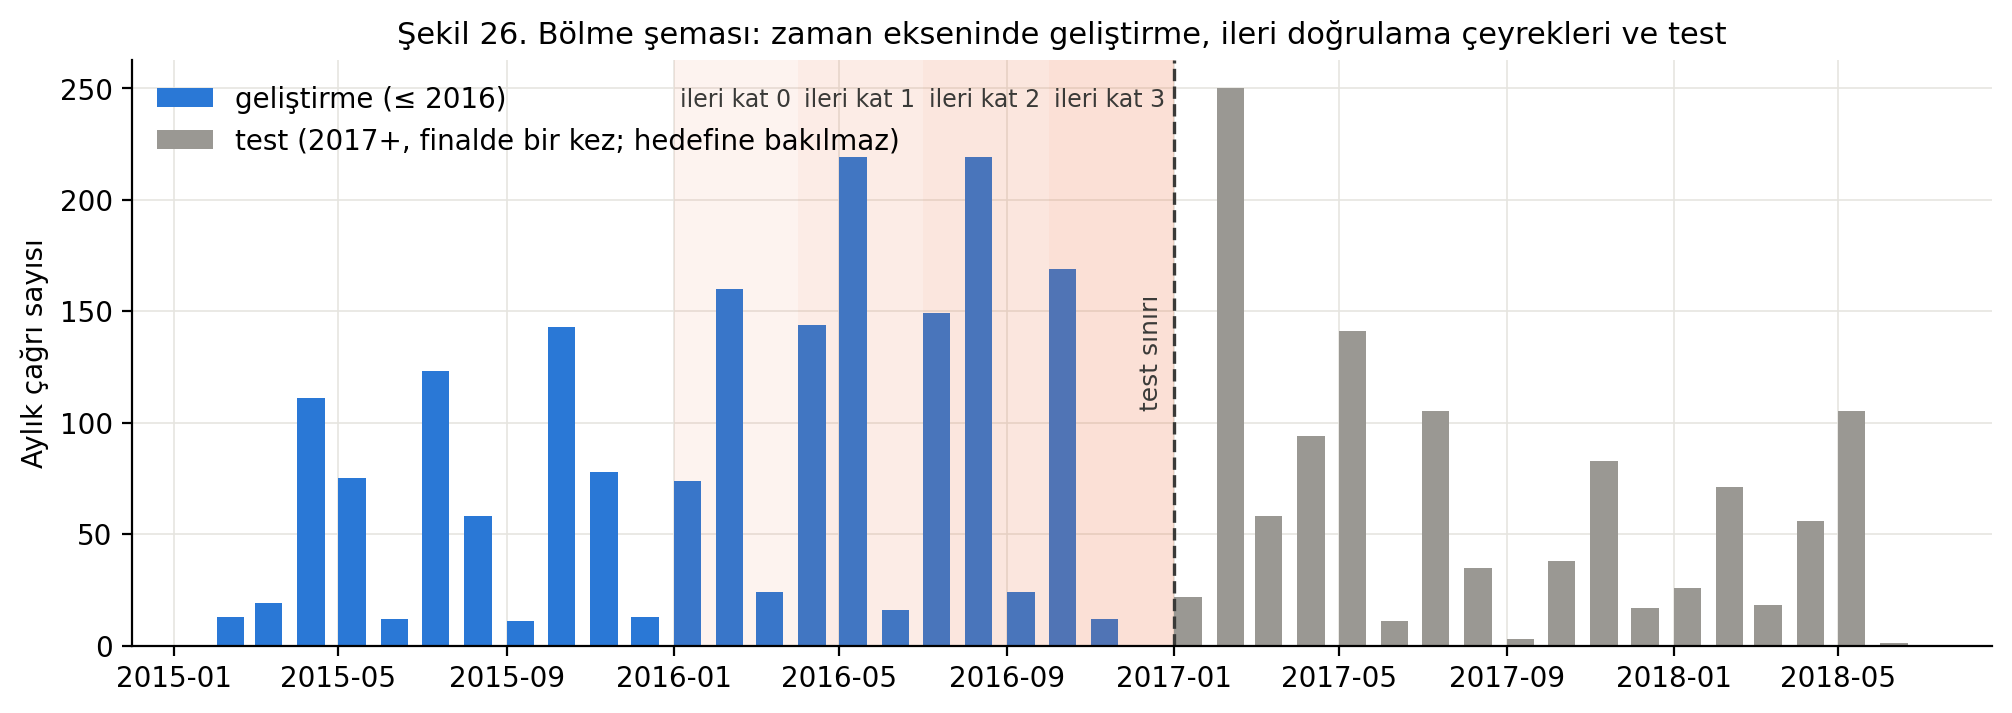 Şekil 26. Bölme şeması: zaman ekseninde geliştirme, ileri doğrulama çeyrekleri ve test
geliştirme (≤ 2016)
test (2017+, finalde bir kez; hedefine bakılmaz)
ileri kat 0 ileri kat 1 ileri kat 2 ileri kat 3
test sınırı
Aylık çağrı sayısı
250
200
150
100
50
0
2015-01 2015-05 2015-09 2016-01 2016-05 2016-09 2017-01 2017-05 2017-09 2018-01 2018-05